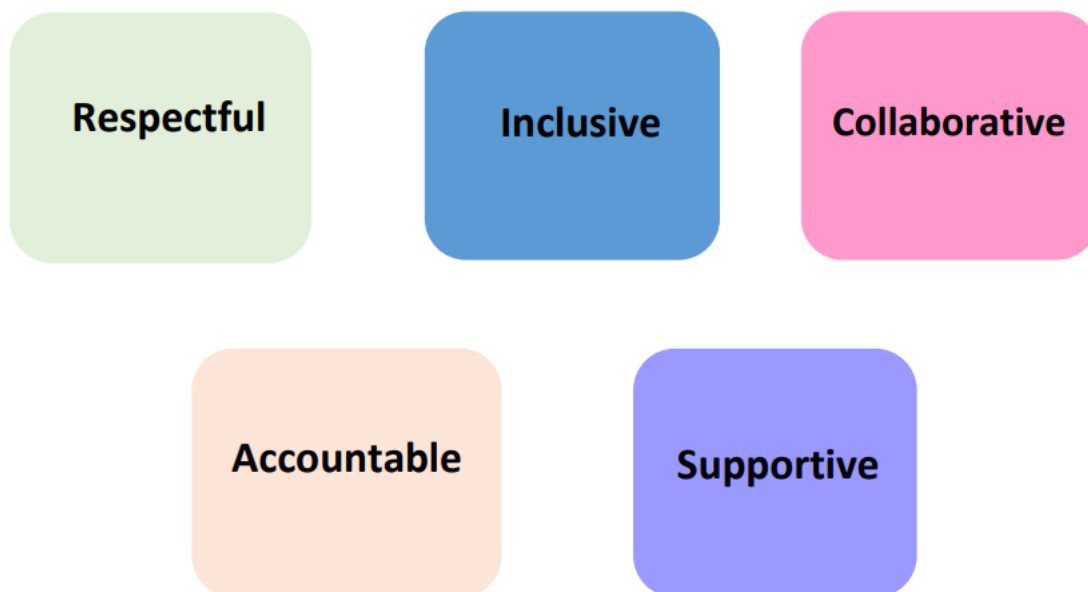 Respectful
Inclusive
Collaborative
Accountable
Supportive